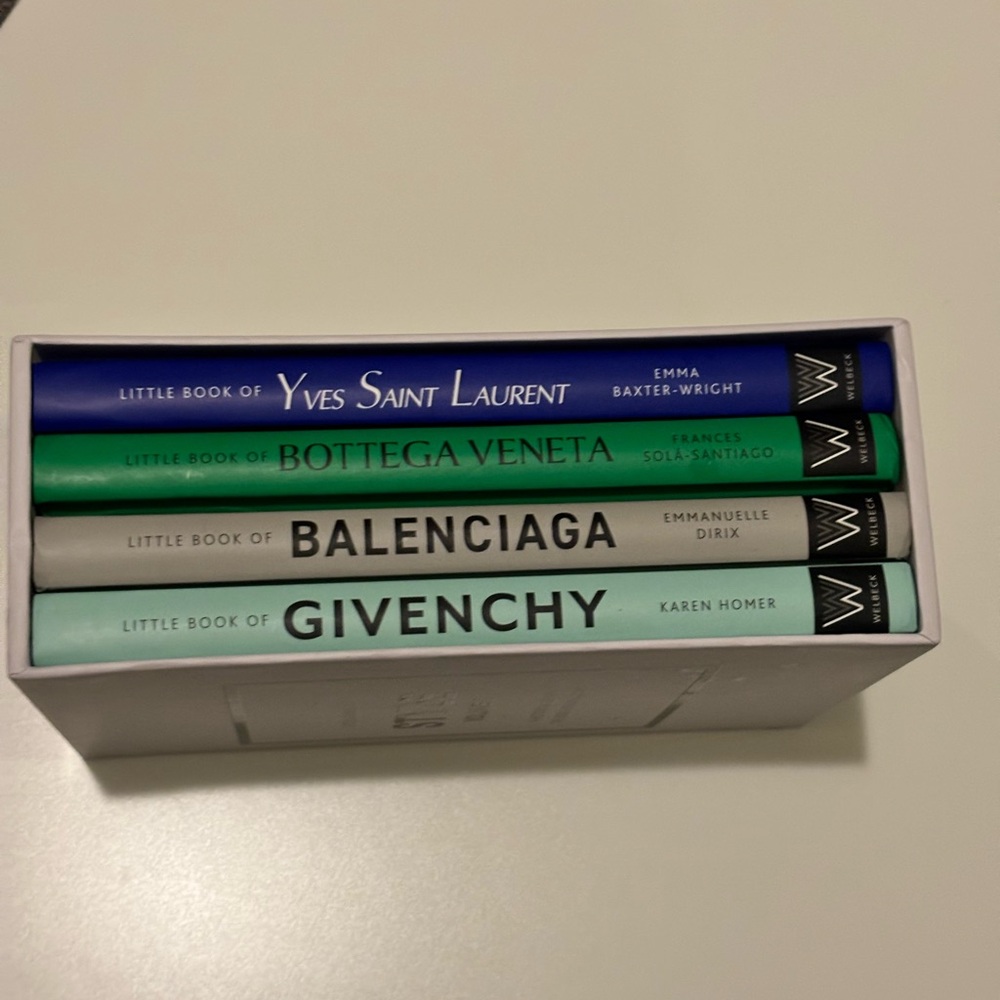 LITTLE BOOK OF YVES SAINT LAURENT
EMMA
BAXTER-WRIGHT
W
WELBECK
LITTLE BOOK OF BOTTEGA VENETA
FRANCES
SOLÁ-SANTIAGO
W
WELBECK
LITTLE BOOK OF BALENCIAGA
EMMANUELLE
DIRIX
W
WELBECK
LITTLE BOOK OF GIVENCHY
KAREN HOMER
W
WELBECK